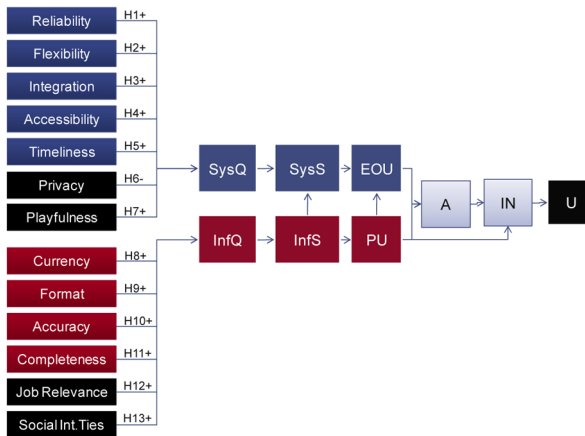 Reliability H1+
Flexibility H2+
Integration H3+
Accessibility H4+
Timeliness H5+
Privacy H6-
Playfulness H7+
SysQ SysS EOU
A IN U
InfQ InfS PU
Currency H8+
Format H9+
Accuracy H10+
Completeness H11+
Job Relevance H12+
Social Int.Ties H13+